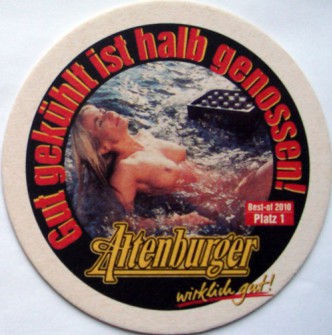 Gut gekühlt ist halb genossen!
Best-of 2010
Platz 1
Altenburger
wirklich gut!